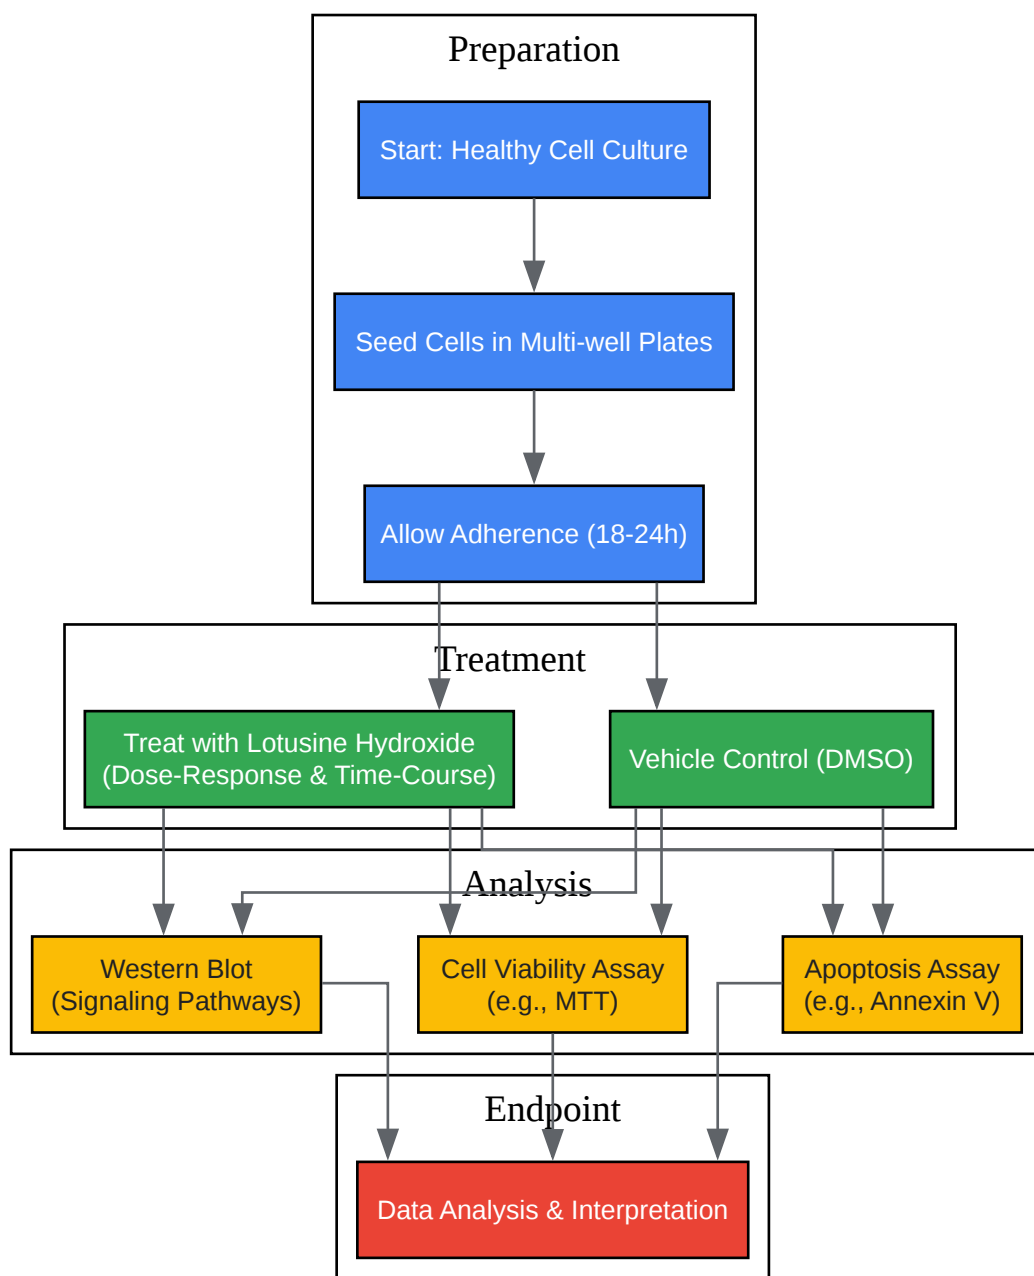 Preparation
Start: Healthy Cell Culture
Seed Cells in Multi-well Plates
Allow Adherence (18-24h)
Treatment
Treat with Lotusine Hydroxide
(Dose-Response & Time-Course)
Vehicle Control (DMSO)
Analysis
Western Blot
(Signaling Pathways)
Cell Viability Assay
(e.g., MTT)
Apoptosis Assay
(e.g., Annexin V)
Endpoint
Data Analysis & Interpretation